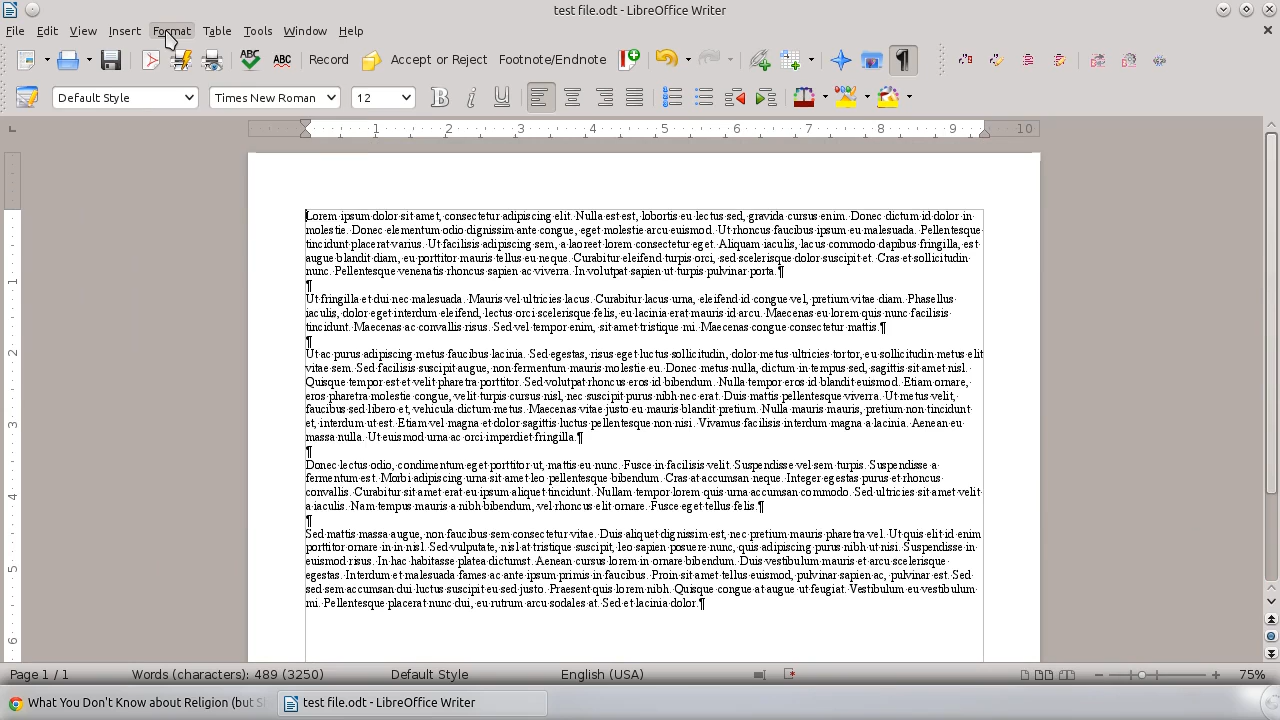 test file.odt - LibreOffice Writer
File Edit View Insert Format Table Tools Window Help
Record Accept or Reject Footnote/Endnote
Default Style Times New Roman 12
1 2 3 4 5 6 7 8 9 10
Lorem ipsum dolor sit amet, consectetur adipiscing elit. Nulla est est, lobortis eu lectus sed, gravida cursus enim. Donec dictum id dolor in
molestie. Donec elementum odio dignissim ante congue, eget molestie arcu euismod. Ut rhoncus faucibus ipsum eu malesuada. Pellentesque
tincidunt placerat varius. Ut facilisis adipiscing sem, a laoreet lorem consectetur eget. Aliquam iaculis, lacus commodo dapibus fringilla, est
augue blandit diam, eu porttitor mauris tellus eu neque. Curabitur eleifend turpis orci, sed scelerisque dolor suscipit et. Cras et sollicitudin
nunc. Pellentesque venenatis rhoncus sapien ac viverra. In volutpat sapien ut turpis pulvinar porta.¶
¶
Ut fringilla et dui nec malesuada. Mauris vel ultricies lacus. Curabitur lacus urna, eleifend id congue vel, pretium vitae diam. Phasellus
iaculis, dolor eget interdum eleifend, lectus orci scelerisque felis, eu lacinia erat mauris id arcu. Maecenas eu lorem quis nunc facilisis
tincidunt. Maecenas ac convallis risus. Sed vel tempor enim, sit amet tristique mi. Maecenas congue consectetur mattis.¶
¶
Ut ac purus adipiscing metus faucibus lacinia. Sed egestas, risus eget luctus sollicitudin, dolor metus ultricies tortor, eu sollicitudin metus elit
vitae sem. Sed facilisis suscipit augue, non fermentum mauris molestie eu. Donec metus nulla, dictum in tempus sed, sagittis sit amet nisl.
Quisque tempor est et velit pharetra porttitor. Sed volutpat rhoncus eros id bibendum. Nulla tempor eros id blandit euismod. Etiam ornare,
eros pharetra molestie congue, velit turpis cursus nisl, nec suscipit purus nibh nec erat. Duis mattis pellentesque viverra. Ut metus velit,
faucibus sed libero et, vehicula dictum metus. Maecenas vitae justo eu mauris blandit pretium. Nulla mauris mauris, pretium non tincidunt
et, interdum ut est. Etiam vel magna et dolor sagittis luctus pellentesque non nisi. Vivamus facilisis interdum magna a lacinia. Aenean eu
massa nulla. Ut euismod urna ac orci imperdiet fringilla.¶
¶
Donec lectus odio, condimentum eget porttitor ut, mattis eu nunc. Fusce in facilisis velit. Suspendisse vel sem turpis. Suspendisse a
fermentum est. Morbi adipiscing urna sit amet leo pellentesque bibendum. Cras at accumsan neque. Integer egestas purus et rhoncus
convallis. Curabitur sit amet erat eu ipsum aliquet tincidunt. Nullam tempor lorem quis urna accumsan commodo. Sed ultricies sit amet velit
a iaculis. Nam tempus mauris a nibh bibendum, vel rhoncus elit ornare. Fusce eget tellus felis.¶
¶
Sed mattis massa augue, non faucibus sem consectetur vitae. Duis aliquet dignissim est, nec pretium mauris pharetra vel. Ut quis elit id enim
porttitor ornare in in nisl. Sed vulputate, nisl at tristique suscipit, leo sapien posuere nunc, quis adipiscing purus nibh ut nisi. Suspendisse in
euismod risus. In hac habitasse platea dictumst. Aenean cursus lorem in ornare bibendum. Duis vestibulum mauris et arcu scelerisque
egestas. Interdum et malesuada fames ac ante ipsum primis in faucibus. Proin sit amet tellus euismod, pulvinar sapien ac, pulvinar est. Sed
sed sem accumsan dui luctus suscipit eu sed justo. Praesent quis lorem nibh. Quisque congue at augue ut feugiat. Vestibulum eu vestibulum
mi. Pellentesque placerat nunc dui, eu rutrum arcu sodales at. Sed et lacinia dolor.¶
1
2
3
4
5
6
Page 1 / 1 Words (characters): 489 (3250) Default Style English (USA) 75%
What You Don't Know about Religion (but test file.odt - LibreOffice Writer